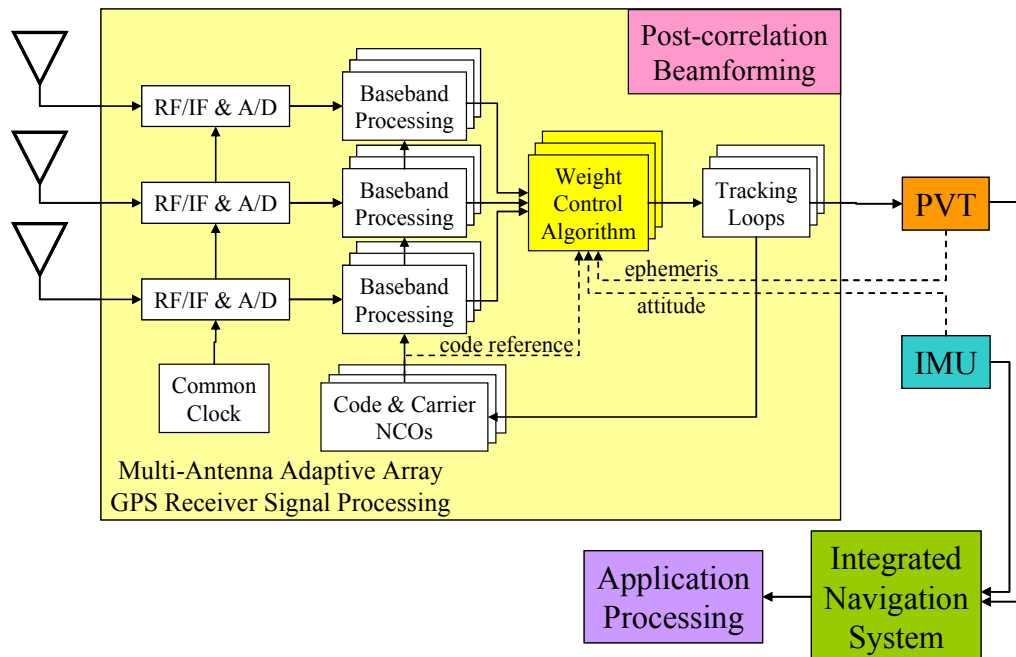 Post-correlation
Beamforming
RF/IF & A/D
Baseband
Processing
RF/IF & A/D
Baseband
Processing
Weight
Control
Algorithm
Tracking
Loops
PVT
RF/IF & A/D
Baseband
Processing
ephemeris
attitude
code reference
IMU
Common
Clock
Code & Carrier
NCOs
Multi-Antenna Adaptive Array
GPS Receiver Signal Processing
Application
Processing
Integrated
Navigation
System